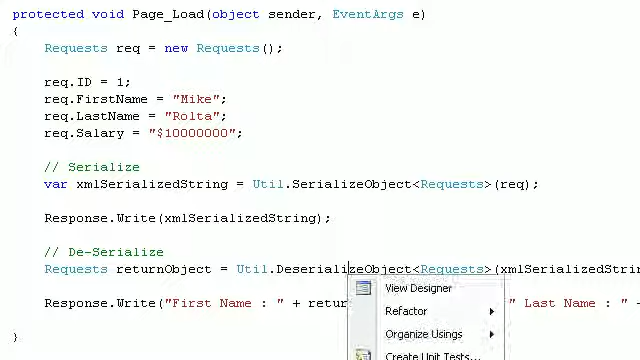 protected void Page_Load(object sender, EventArgs e)
{
Requests req = new Requests();
req.ID = 1;
req.FirstName = "Mike";
req.LastName = "Rolta";
req.Salary = "$10000000";
// Serialize
var xmlSerializedString = Util.SerializeObject<Requests>(req);
Response.Write(xmlSerializedString);
// De-Serialize
Requests returnObject = Util.DeserializeObject<Requests>(xmlSerializedStrin
View Designer
Response.Write("First Name : " + retur " Last Name : " +
Refactor
Organize Usings
}
Create Unit Tests...